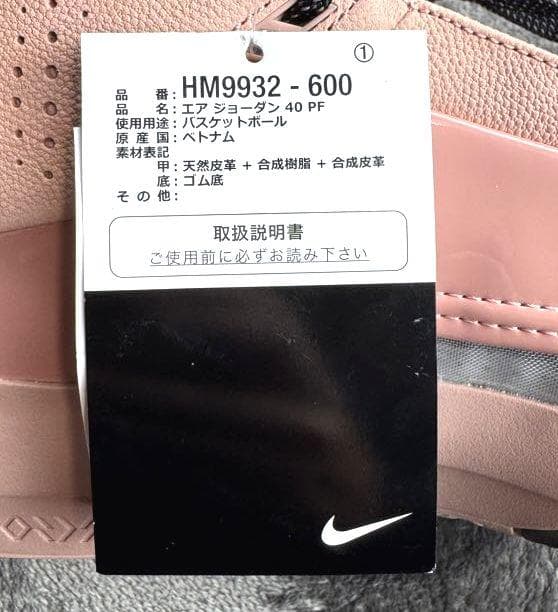 ①
品 番: HM9932 - 600
品 名: エア ジョーダン 40 PF
使用用途: バスケットボール
原 産 国: ベトナム
素材表記
甲: 天然皮革 + 合成樹脂 + 合成皮革
底: ゴム底
そ の 他:
取扱説明書
ご使用前に必ずお読み下さい